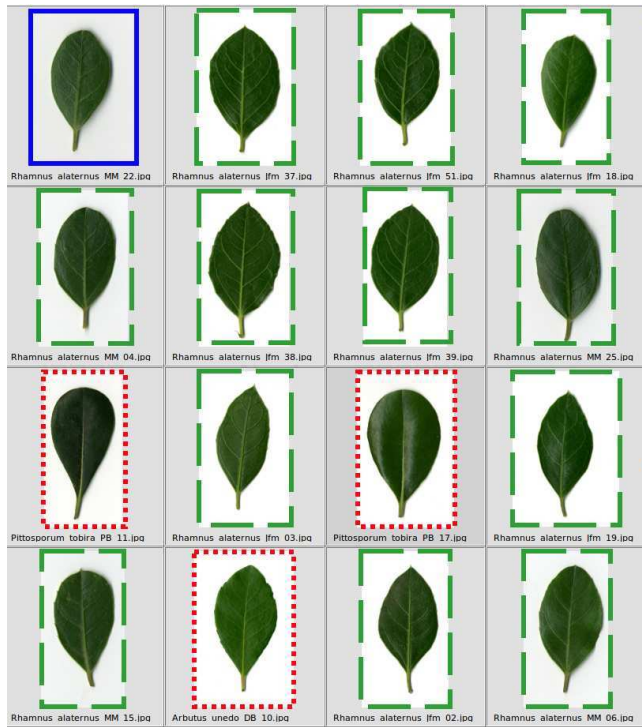 Rhamnus alaternus MM 22.jpg
Rhamnus alaternus Jfm 37.jpg
Rhamnus alaternus Jfm 51.jpg
Rhamnus alaternus Jfm 18.jpg
Rhamnus alaternus MM 04.jpg
Rhamnus alaternus Jfm 38.jpg
Rhamnus alaternus Jfm 39.jpg
Rhamnus alaternus MM 25.jpg
Pittosporum tobira PB 11.jpg
Rhamnus alaternus Jfm 03.jpg
Pittosporum tobira PB 17.jpg
Rhamnus alaternus Jfm 19.jpg
Rhamnus alaternus MM 15.jpg
Arbutus unedo DB 10.jpg
Rhamnus alaternus Jfm 02.jpg
Rhamnus alaternus MM 06.jpg